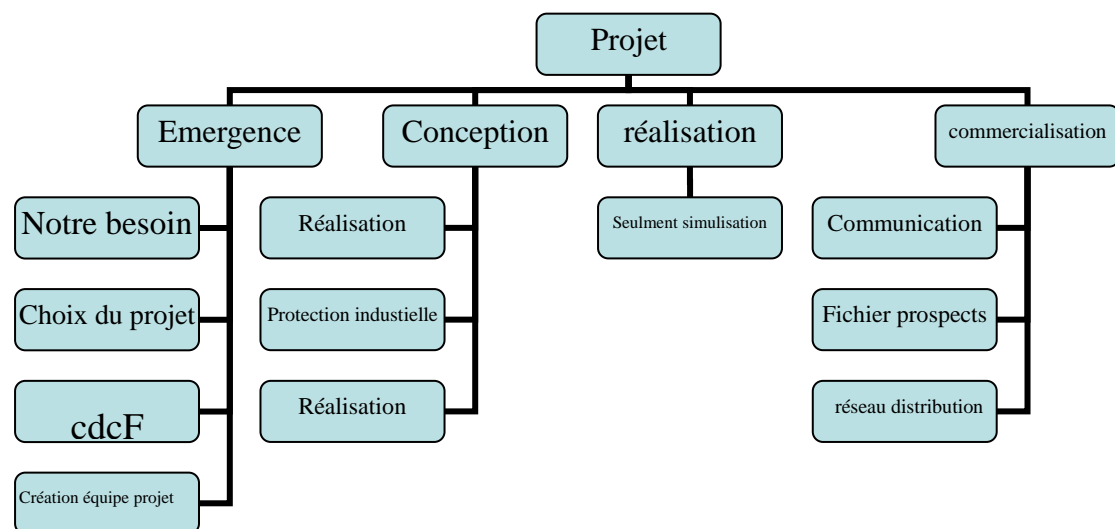 Projet
Emergence
Conception
réalisation
commercialisation
Notre besoin
Réalisation
Seulment simulisation
Communication
Choix du projet
Protection industielle
Fichier prospects
cdcF
Réalisation
réseau distribution
Création équipe projet